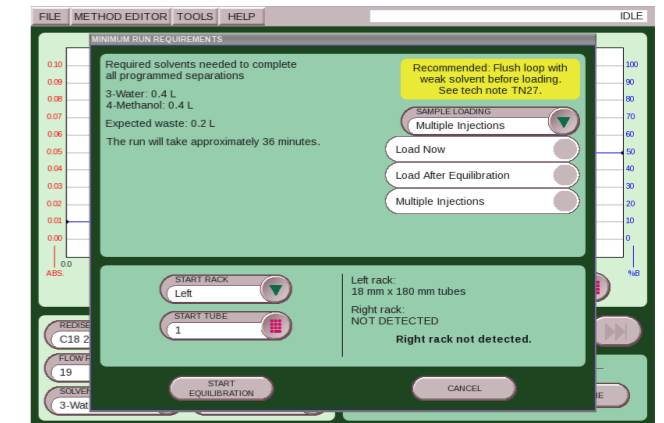 FILE METHOD EDITOR TOOLS HELP IDLE
MINIMUM RUN REQUIREMENTS
Required solvents needed to complete
all programmed separations
3-Water: 0.4 L
4-Methanol: 0.4 L
Expected waste: 0.2 L
The run will take approximately 36 minutes.
Recommended: Flush loop with
weak solvent before loading.
See tech note TN27.
SAMPLE LOADING
Multiple Injections
Load Now
Load After Equilibration
Multiple Injections
0.10
0.09
0.08
0.07
0.06
0.05
0.04
0.03
0.02
0.01
0.00
0.0
ABS.
100
90
80
70
60
50
40
30
20
10
0
%B
START RACK
Left
START TUBE
1
Left rack:
18 mm x 180 mm tubes
Right rack:
NOT DETECTED
Right rack not detected.
START
EQUILIBRATION
CANCEL
REDISE
C18 2
FLOW
19
SOLVEN
3-Wat